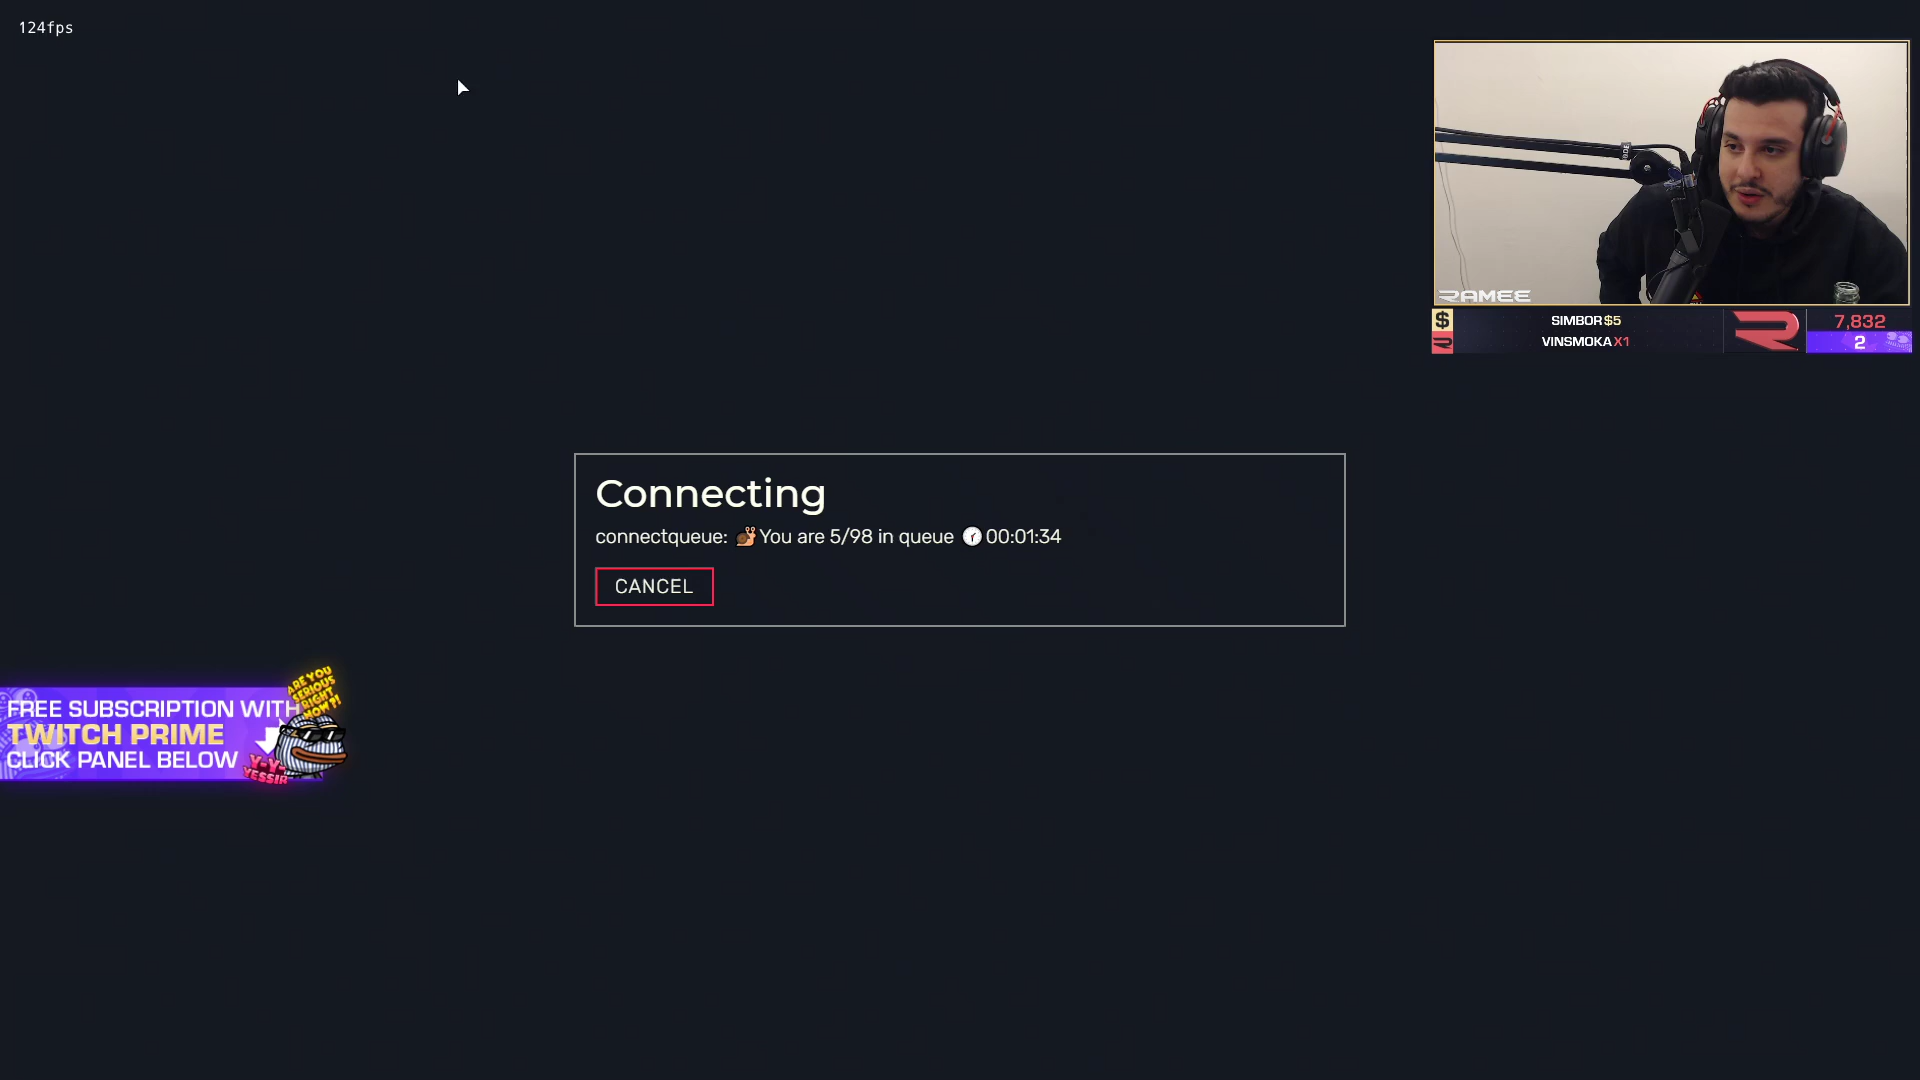 124fps
RAMEE
$ SIMBOR $5 7,832
VINSMOKA X1 2
Connecting
connectqueue: 🐌You are 5/98 in queue 🕐00:01:34
CANCEL
ARE YOU
SERIOUS
RIGHT
NOW?!
FREE SUBSCRIPTION WITH
TWITCH PRIME
CLICK PANEL BELOW
Y-Y-
YESSIR